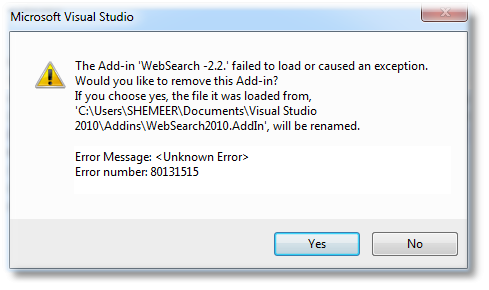 Microsoft Visual Studio
The Add-in 'WebSearch -2.2.' failed to load or caused an exception.
Would you like to remove this Add-in?
If you choose yes, the file it was loaded from,
'C:\Users\SHEMEER\Documents\Visual Studio
2010\Addins\WebSearch2010.AddIn', will be renamed.
Error Message: <Unknown Error>
Error number: 80131515
Yes
No